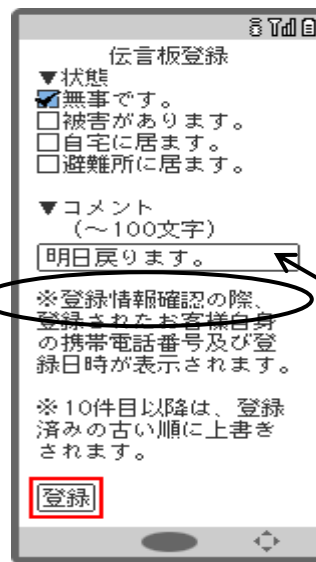 伝言板登録
▼状態
無事です。
被害があります。
自宅に居ます。
避難所に居ます。
▼コメント
(～100文字)
明日戻ります。
※登録情報確認の際、
登録されたお客様自身
の携帯電話番号及び登
録日時が表示されます。
※10件目以降は、登録
済みの古い順に上書き
されます。
登録